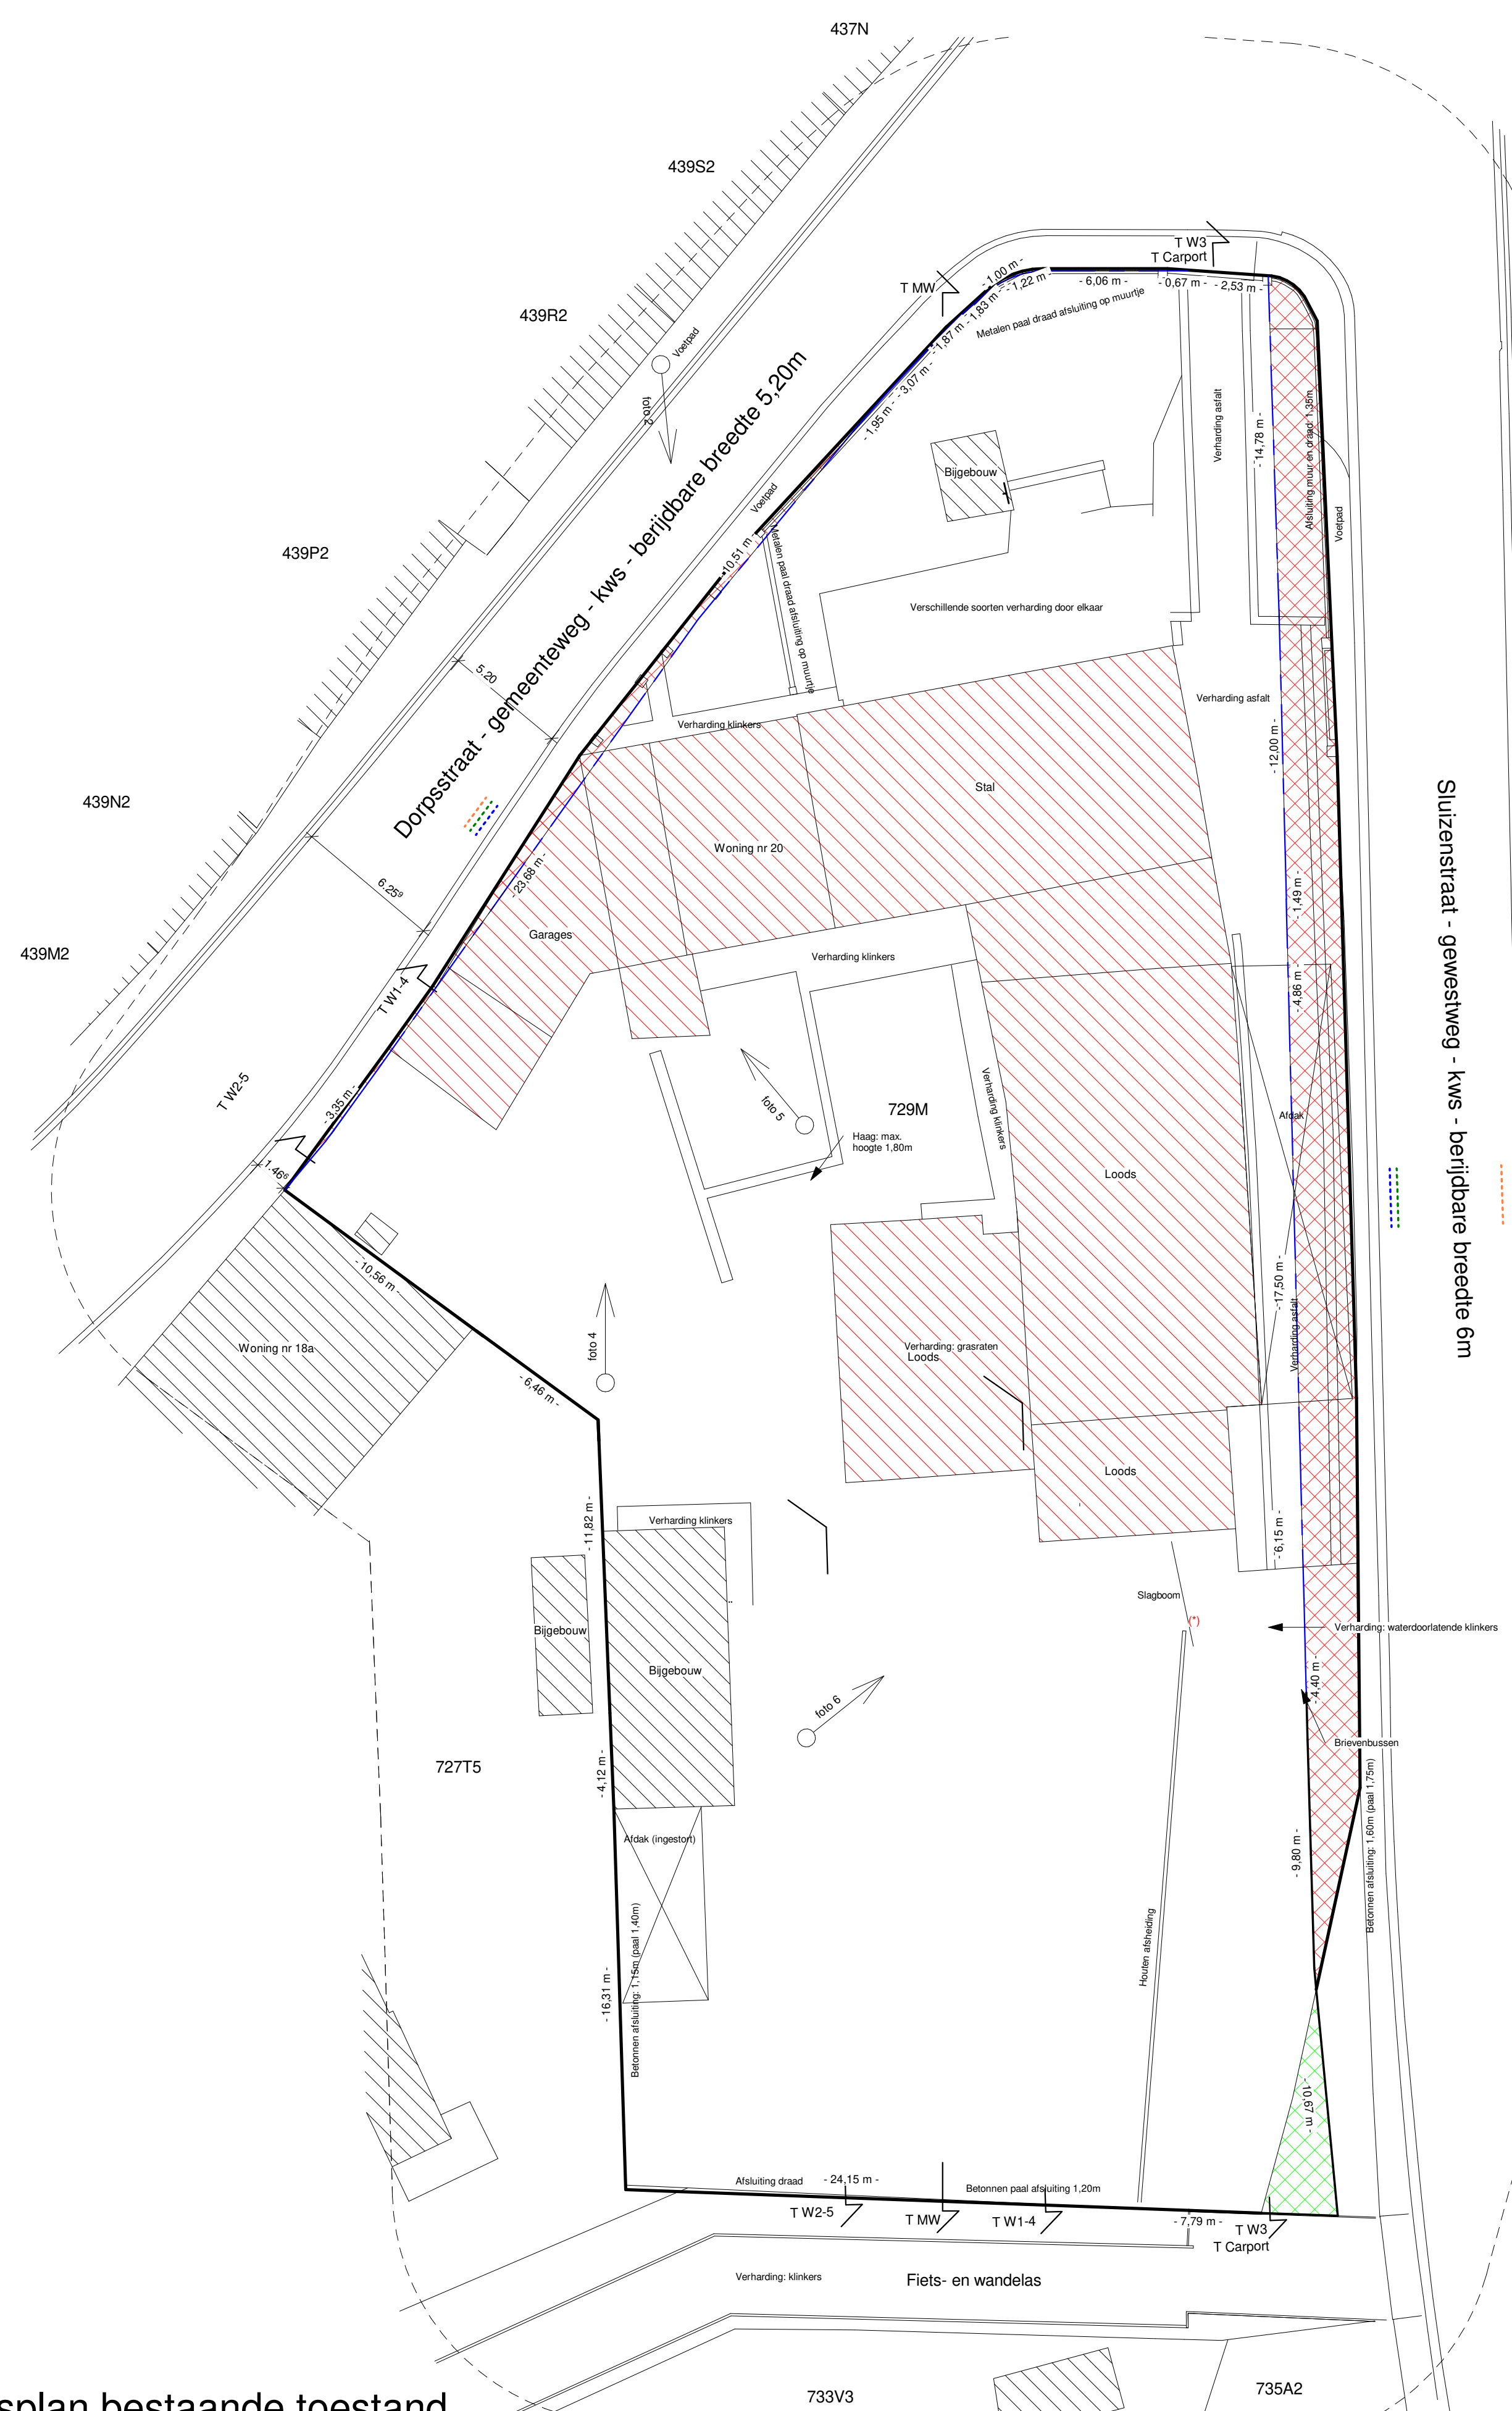 437N
439S2
T W3
T Carport
- 1,00 m -
- 1,22 m -
- 6,06 m -
- 0,67 m -
- 2,53 m -
T MW
- 1,83 m -
Metalen paal draad afsluiting op muurtje
439R2
Voetpad
- 1,87 m -
- 3,07 m -
foto 2
- 1,95 m -
Verharding asfalt
- 14,78 m -
Afsluiting muur en draad: 1,35m
Voetpad
Bijgebouw
Voetpad
439P2
- 10,51 m -
Metalen paal draad afsluiting op muurtje
Verschillende soorten verharding door elkaar
Dorpsstraat - gemeenteweg - kws - berijdbare breedte 5,20m
5.20
Verharding asfalt
Verharding klinkers
- 12,00 m -
Stal
439N2
Woning nr 20
- 23,68 m -
6.25⁹
- 1,49 m -
Garages
439M2
Verharding klinkers
- 4,86 m -
T W1-4
Sluizenstraat - gewestweg - kws - berijdbare breedte 6m
T W2-5
- 3,35 m -
foto 5
729M
Verharding klinkers
Afdak
Haag: max.
hoogte 1,80m
1.46⁶
Loods
- 10,56 m -
- 17,50 m -
Verharding asfalt
Woning nr 18a
foto 4
Verharding: grasraten
Loods
- 6,46 m -
Loods
- 11,82 m -
Verharding klinkers
- 6,15 m -
Slagboom
(*)
Verharding: waterdoorlatende klinkers
Bijgebouw
Bijgebouw
- 4,40 m -
foto 6
Brievenbussen
727T5
- 4,12 m -
Afdak (ingestort)
- 9,80 m -
Betonnen afsluiting: 1,60m (paal 1,75m)
Houten afsheiding
- 16,31 m -
Betonnen afsluiting: 1,15m (paal 1,40m)
- 10,67 m -
Afsluiting draad
- 24,15 m -
Betonnen paal afsluiting 1,20m
T W2-5
T MW
T W1-4
- 7,79 m -
T W3
T Carport
Verharding: klinkers
Fiets- en wandelas
733V3
735A2
splan bestaande toestand